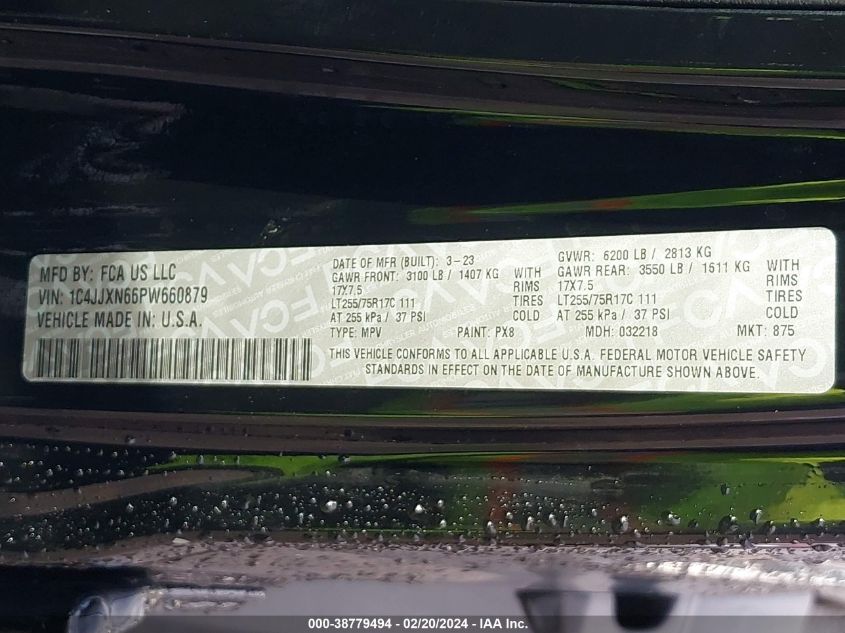 MFD BY: FCA US LLC
VIN: 1C4JJXN66PW660879
VEHICLE MADE IN: U.S.A.
DATE OF MFR (BUILT): 3-23
GAWR FRONT: 3100 LB / 1407 KG WITH
17X7.5 RIMS
LT255/75R17C 111 TIRES
AT 255 kPa / 37 PSI COLD
GVWR: 6200 LB / 2813 KG
GAWR REAR: 3550 LB / 1611 KG WITH
17X7.5 RIMS
LT255/75R17C 111 TIRES
AT 255 kPa / 37 PSI COLD
TYPE: MPV PAINT: PX8 MDH: 032218 MKT: 875
THIS VEHICLE CONFORMS TO ALL APPLICABLE U.S.A. FEDERAL MOTOR VEHICLE SAFETY
STANDARDS IN EFFECT ON THE DATE OF MANUFACTURE SHOWN ABOVE.
000-38779494 - 02/20/2024 - IAA Inc.